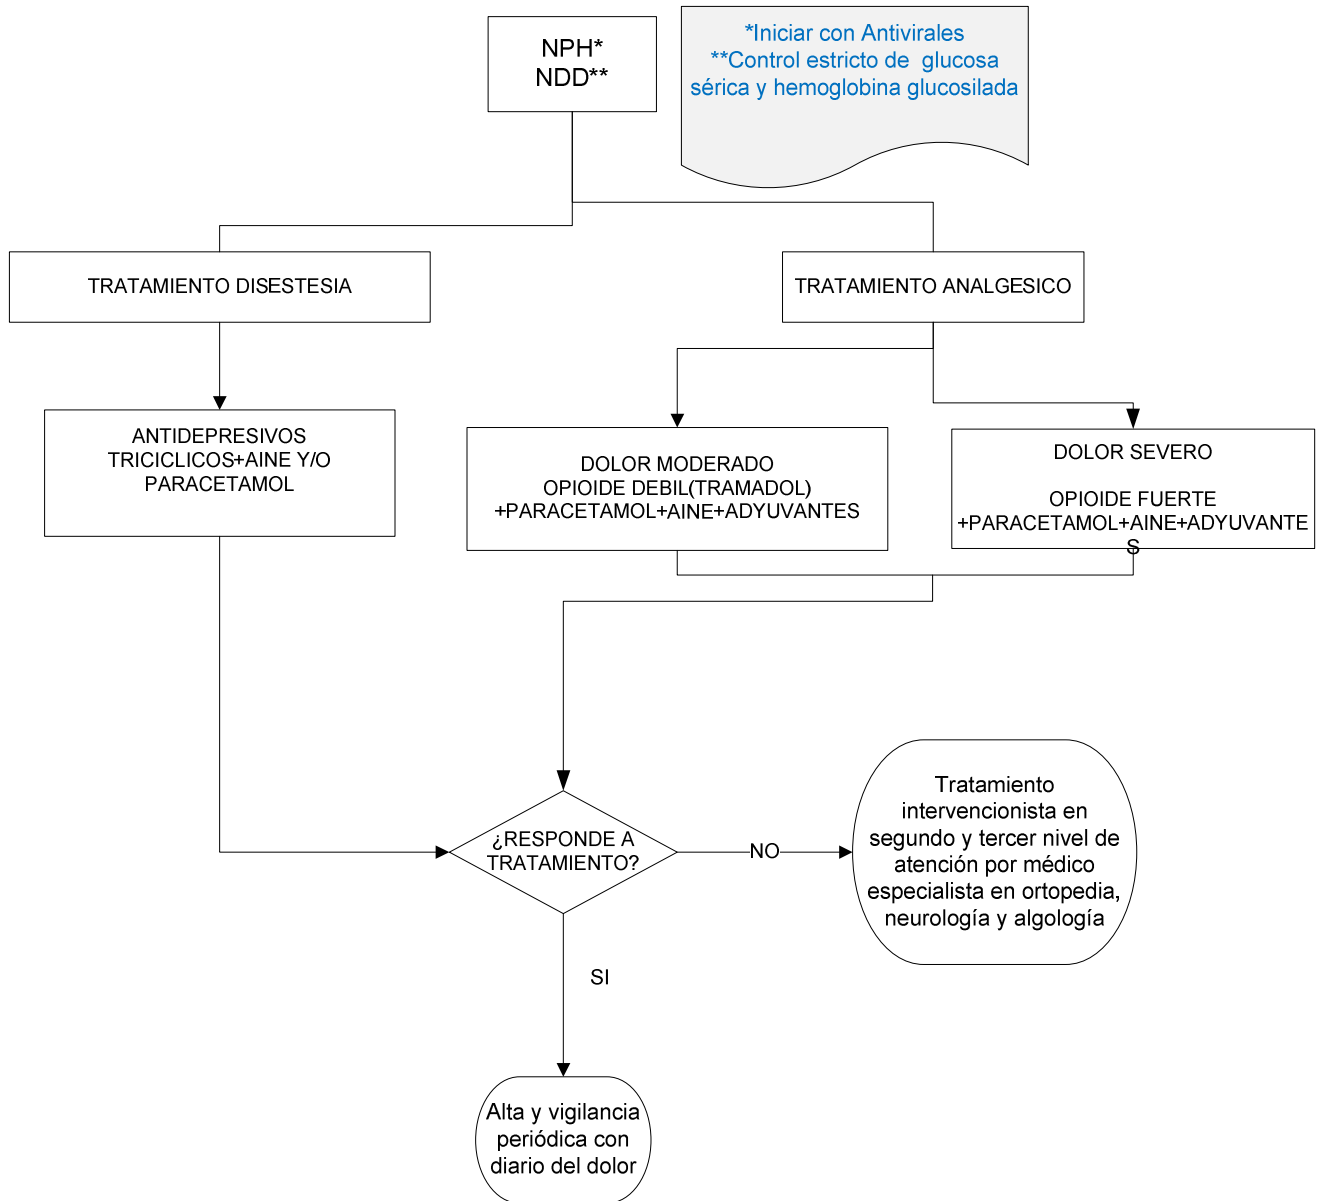 NPH*
NDD**
*Iniciar con Antivirales
**Control estricto de glucosa
sérica y hemoglobina glucosilada
TRATAMIENTO DISESTESIA
TRATAMIENTO ANALGESICO
ANTIDEPRESIVOS
TRICICLICOS+AINE Y/O
PARACETAMOL
DOLOR MODERADO
OPIOIDE DEBIL(TRAMADOL)
+PARACETAMOL+AINE+ADYUVANTES
DOLOR SEVERO
OPIOIDE FUERTE
+PARACETAMOL+AINE+ADYUVANTE
S
¿RESPONDE A
TRATAMIENTO?
NO
Tratamiento
intervencionista en
segundo y tercer nivel de
atención por médico
especialista en ortopedia,
neurología y algología
SI
Alta y vigilancia
periódica con
diario del dolor